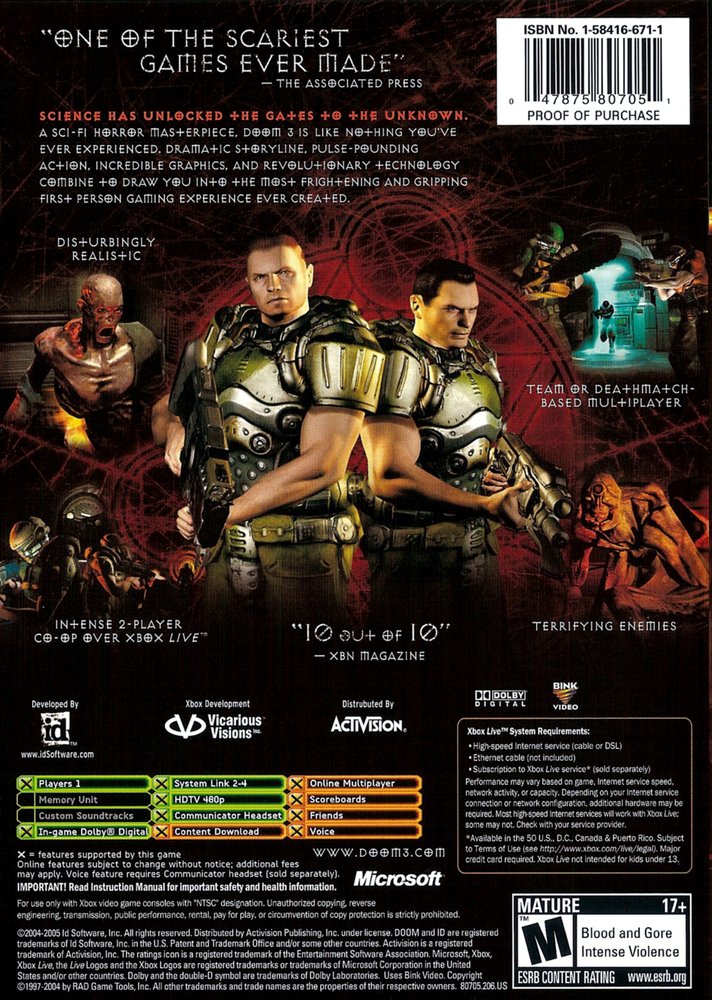 "ONE OF THE SCARIEST
GAMES EVER MADE"
— THE ASSOCIATED PRESS
ISBN No. 1-58416-671-1
0 47875 80705 1
PROOF OF PURCHASE
SCIENCE HAS UNLOCKED THE GATES TO THE UNKNOWN.
A SCI-FI HORROR MASTERPIECE, DOOM 3 IS LIKE NOTHING YOU'VE
EVER EXPERIENCED. DRAMATIC STORYLINE, PULSE-POUNDING
ACTION, INCREDIBLE GRAPHICS, AND REVOLUTIONARY TECHNOLOGY
COMBINE TO DRAW YOU INTO THE MOST FRIGHTENING AND GRIPPING
FIRST PERSON GAMING EXPERIENCE EVER CREATED.
DISTURBINGLY
REALISTIC
TEAM OR DEATHMATCH-
BASED MULTIPLAYER
INTENSE 2-PLAYER
CO-OP OVER XBOX LIVE™
"10 OUT OF 10"
— XBN MAGAZINE
TERRIFYING ENEMIES
Developed By
id
www.idSoftware.com
Xbox Development
Vicarious
Visions Inc.
Distrubuted By
ACTIVISION.
DOLBY
DIGITAL
BINK
VIDEO
Xbox Live™ System Requirements:
• High-speed Internet service (cable or DSL)
• Ethernet cable (not included)
• Subscription to Xbox Live service* (sold separately)
Performance may vary based on game, Internet service speed,
network activity, or capacity. Depending on your Internet service
connection or network configuration, additional hardware may be
required. Most high-speed Internet services will work with Xbox Live;
some may not. Check with your service provider.
*Available in the 50 U.S., D.C., Canada & Puerto Rico. Subject
to Terms of Use (see http://www.xbox.com/live/legal). Major
credit card required. Xbox Live not intended for kids under 13.
X Players 1
X System Link 2-4
X Online Multiplayer
Memory Unit
X HDTV 480p
X Scoreboards
Custom Soundtracks
X Communicator Headset
X Friends
X In-game Dolby® Digital
X Content Download
X Voice
X = features supported by this game
WWW.DOOM3.COM
Online features subject to change without notice; additional fees
may apply. Voice feature requires Communicator headset (sold separately).
IMPORTANT! Read Instruction Manual for important safety and health information.
Microsoft
For use only with Xbox video game consoles with "NTSC" designation. Unauthorized copying, reverse
engineering, transmission, public performance, rental, pay for play, or circumvention of copy protection is strictly prohibited.
©2004-2005 Id Software, Inc. All rights reserved. Distributed by Activision Publishing, Inc. under license. DOOM and ID are registered
trademarks of Id Software, Inc. in the U.S. Patent and Trademark Office and/or some other countries. Activision is a registered
trademark of Activision, Inc. The ratings icon is a registered trademark of the Entertainment Software Association. Microsoft, Xbox,
Xbox Live, the Live Logos and the Xbox Logos are registered trademarks or trademarks of Microsoft Corporation in the United
States and/or other countries. Dolby and the double-D symbol are trademarks of Dolby Laboratories. Uses Bink Video. Copyright
©1997-2004 by RAD Game Tools, Inc. All other trademarks and trade names are the properties of their respective owners. 80705.206.US
MATURE 17+
M
Blood and Gore
Intense Violence
ESRB CONTENT RATING www.esrb.org